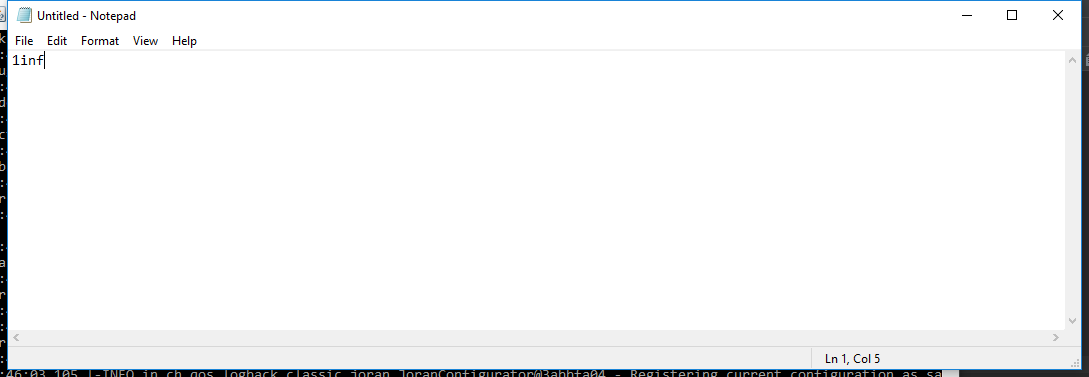 Untitled - Notepad
File Edit Format View Help
1inf
Ln 1, Col 5
:46:03,105 |-INFO in ch.qos.logback.classic.joran.JoranConfigurator@3abbfa04 - Registering current configuration as sa